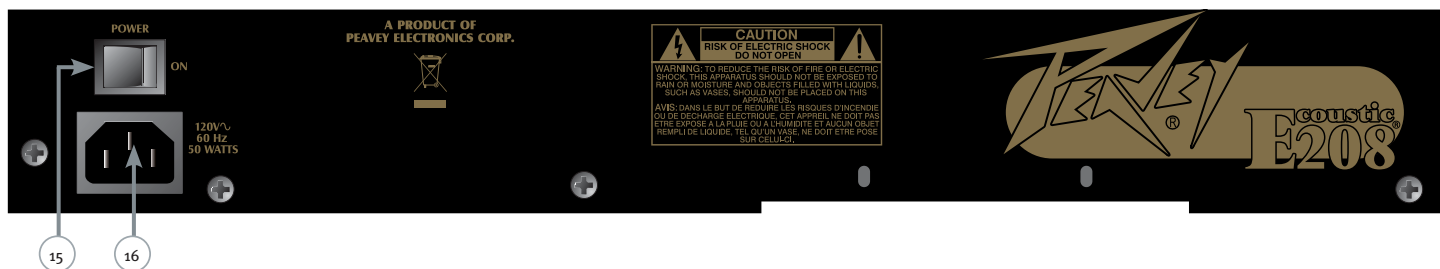 POWER
ON
120V∿
60 Hz
50 WATTS
15
16
A PRODUCT OF
PEAVEY ELECTRONICS CORP.
CAUTION
RISK OF ELECTRIC SHOCK
DO NOT OPEN
WARNING: TO REDUCE THE RISK OF FIRE OR ELECTRIC
SHOCK, THIS APPARATUS SHOULD NOT BE EXPOSED TO
RAIN OR MOISTURE AND OBJECTS FILLED WITH LIQUIDS,
SUCH AS VASES, SHOULD NOT BE PLACED ON THIS
APPARATUS.
AVIS: DANS LE BUT DE REDUIRE LES RISQUES D'INCENDIE
OU DE DECHARGE ELECTRIQUE, CET APPREIL NE DOIT PAS
ETRE EXPOSE A LA PLUIE OU A L'HUMIDITE ET AUCUN OBJET
REMPLI DE LIQUIDE, TEL QU'UN VASE, NE DOIT ETRE POSE
SUR CELUI-CI.
PEAVEY®
Ecoustic®
E208